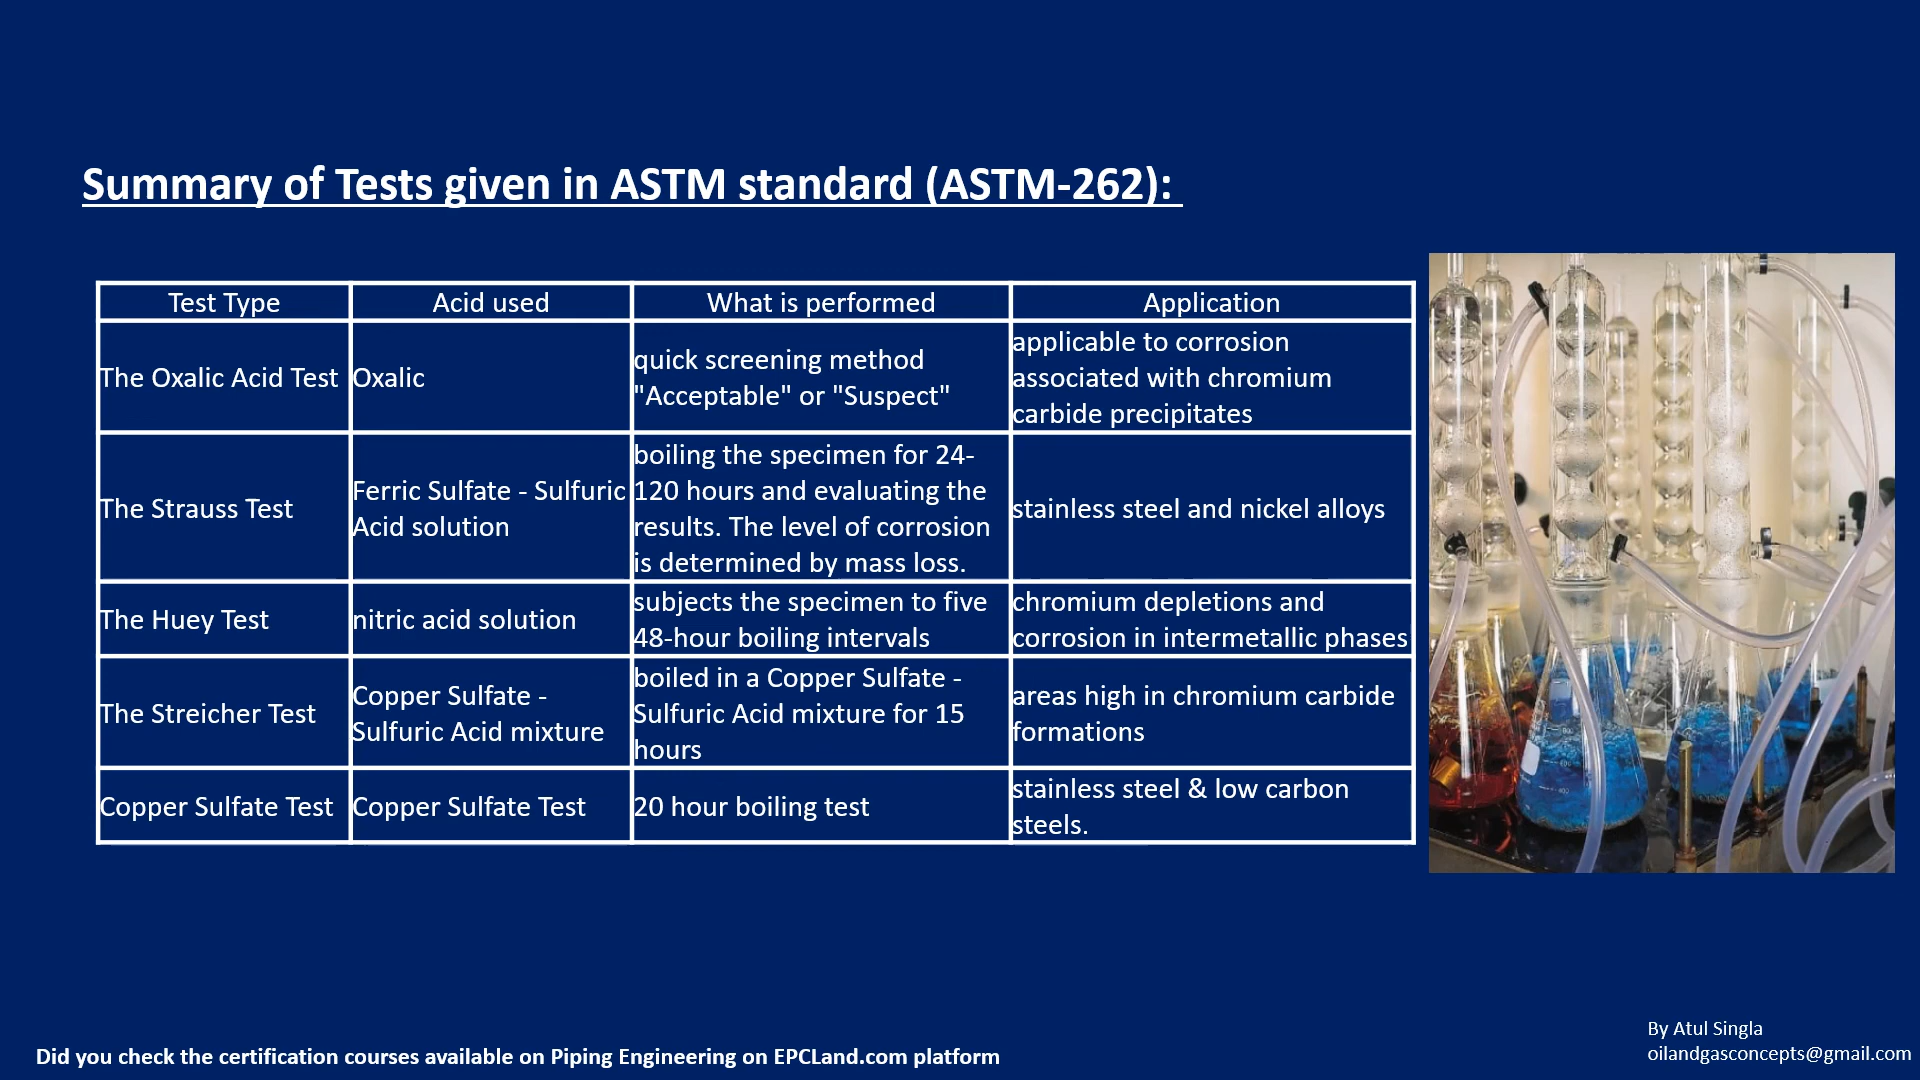 Summary of Tests given in ASTM standard (ASTM-262):
Test Type
Acid used
What is performed
Application
The Oxalic Acid Test
Oxalic
quick screening method
"Acceptable" or "Suspect"
applicable to corrosion
associated with chromium
carbide precipitates
The Strauss Test
Ferric Sulfate - Sulfuric
Acid solution
boiling the specimen for 24-
120 hours and evaluating the
results. The level of corrosion
is determined by mass loss.
stainless steel and nickel alloys
The Huey Test
nitric acid solution
subjects the specimen to five
48-hour boiling intervals
chromium depletions and
corrosion in intermetallic phases
The Streicher Test
Copper Sulfate -
Sulfuric Acid mixture
boiled in a Copper Sulfate -
Sulfuric Acid mixture for 15
hours
areas high in chromium carbide
formations
Copper Sulfate Test
Copper Sulfate Test
20 hour boiling test
stainless steel & low carbon
steels.
By Atul Singla
oilandgasconcepts@gmail.com
Did you check the certification courses available on Piping Engineering on EPCLand.com platform